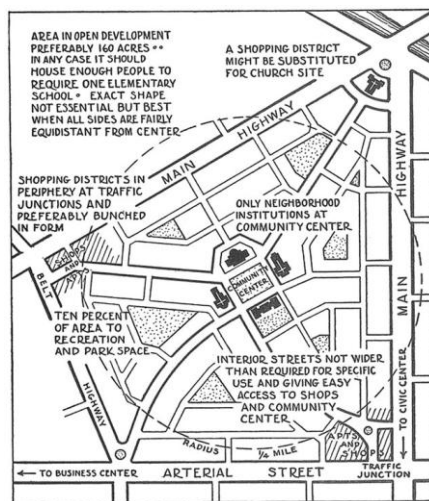 AREA IN OPEN DEVELOPMENT
PREFERABLY 160 ACRES • •
IN ANY CASE IT SHOULD
HOUSE ENOUGH PEOPLE TO
REQUIRE ONE ELEMENTARY
SCHOOL • EXACT SHAPE
NOT ESSENTIAL BUT BEST
WHEN ALL SIDES ARE FAIRLY
EQUIDISTANT FROM CENTER
A SHOPPING DISTRICT
MIGHT BE SUBSTITUTED
FOR CHURCH SITE
MAIN HIGHWAY
HIGHWAY MAIN
SHOPPING DISTRICTS IN
PERIPHERY AT TRAFFIC
JUNCTIONS AND
PREFERABLY BUNCHED
IN FORM
ONLY NEIGHBORHOOD
INSTITUTIONS AT
COMMUNITY CENTER
SHOPS
AND
APTS
COMMUNITY
CENTER
BELT
HIGHWAY
TEN PERCENT
OF AREA TO
RECREATION
AND PARK SPACE
INTERIOR STREETS NOT WIDER
THAN REQUIRED FOR SPECIFIC
USE AND GIVING EASY
ACCESS TO SHOPS
AND COMMUNITY
CENTER
→ TO CIVIC CENTER
RADIUS ¼ MILE
APTS AND
SHOPS
← TO BUSINESS CENTER
ARTERIAL STREET
TRAFFIC
JUNCTION